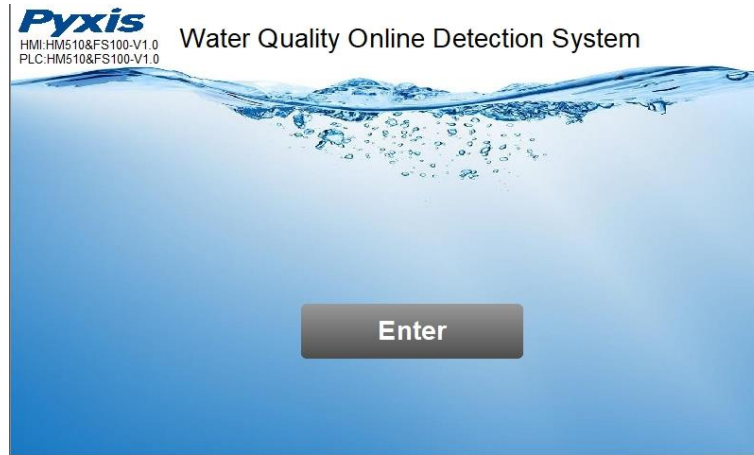 Pyxis
HMI:HM510&FS100-V1.0
PLC:HM510&FS100-V1.0
Water Quality Online Detection System
Enter